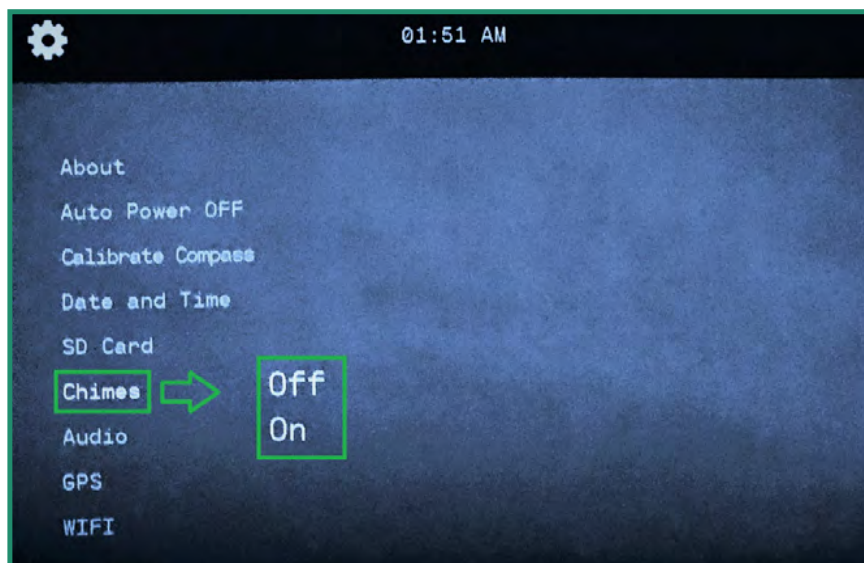 01:51 AM
About
Auto Power OFF
Calibrate Compass
Date and Time
SD Card
Chimes
Off
On
Audio
GPS
WIFI